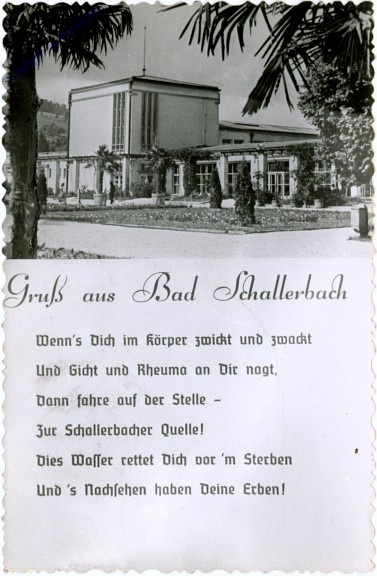 Gruß aus Bad Schallerbach
Wenn's Dich im Körper zwickt und zwackt
Und Gicht und Rheuma an Dir nagt,
Dann fahre auf der Stelle –
Zur Schallerbacher Quelle!
Dies Wasser rettet Dich vor 'm Sterben
Und 's Nachsehen haben Deine Erben!